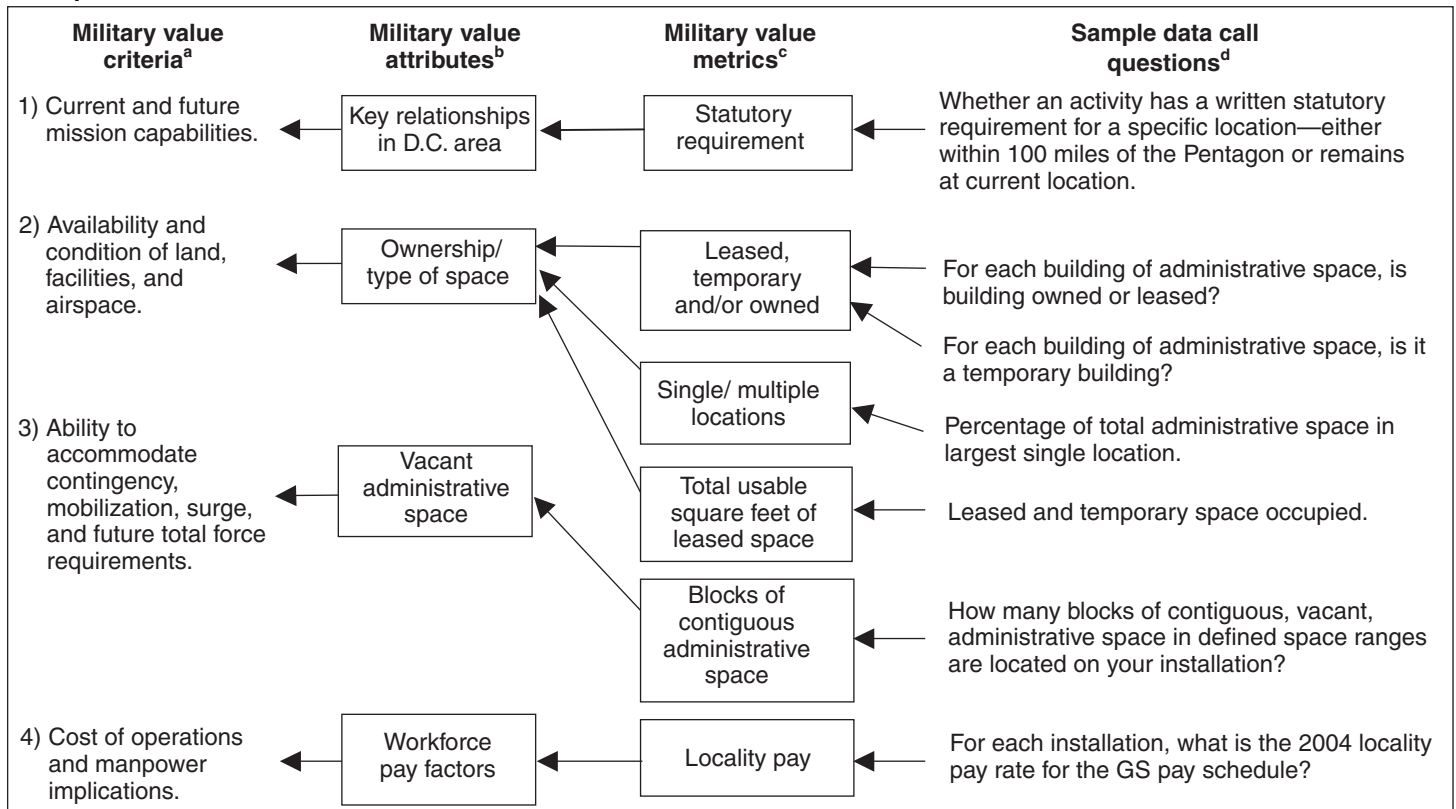 Military value criteria^a
Military value attributes^b
Military value metrics^c
Sample data call questions^d
1) Current and future
mission capabilities.
Key relationships
in D.C. area
Statutory
requirement
Whether an activity has a written statutory
requirement for a specific location—either
within 100 miles of the Pentagon or remains
at current location.
2) Availability and
condition of land,
facilities, and
airspace.
Ownership/
type of space
Leased,
temporary
and/or owned
For each building of administrative space, is
building owned or leased?
For each building of administrative space, is it
a temporary building?
Single/ multiple
locations
Percentage of total administrative space in
largest single location.
3) Ability to
accommodate
contingency,
mobilization, surge,
and future total force
requirements.
Vacant
administrative
space
Total usable
square feet of
leased space
Leased and temporary space occupied.
Blocks of
contiguous
administrative
space
How many blocks of contiguous, vacant,
administrative space in defined space ranges
are located on your installation?
4) Cost of operations
and manpower
implications.
Workforce
pay factors
Locality pay
For each installation, what is the 2004 locality
pay rate for the GS pay schedule?